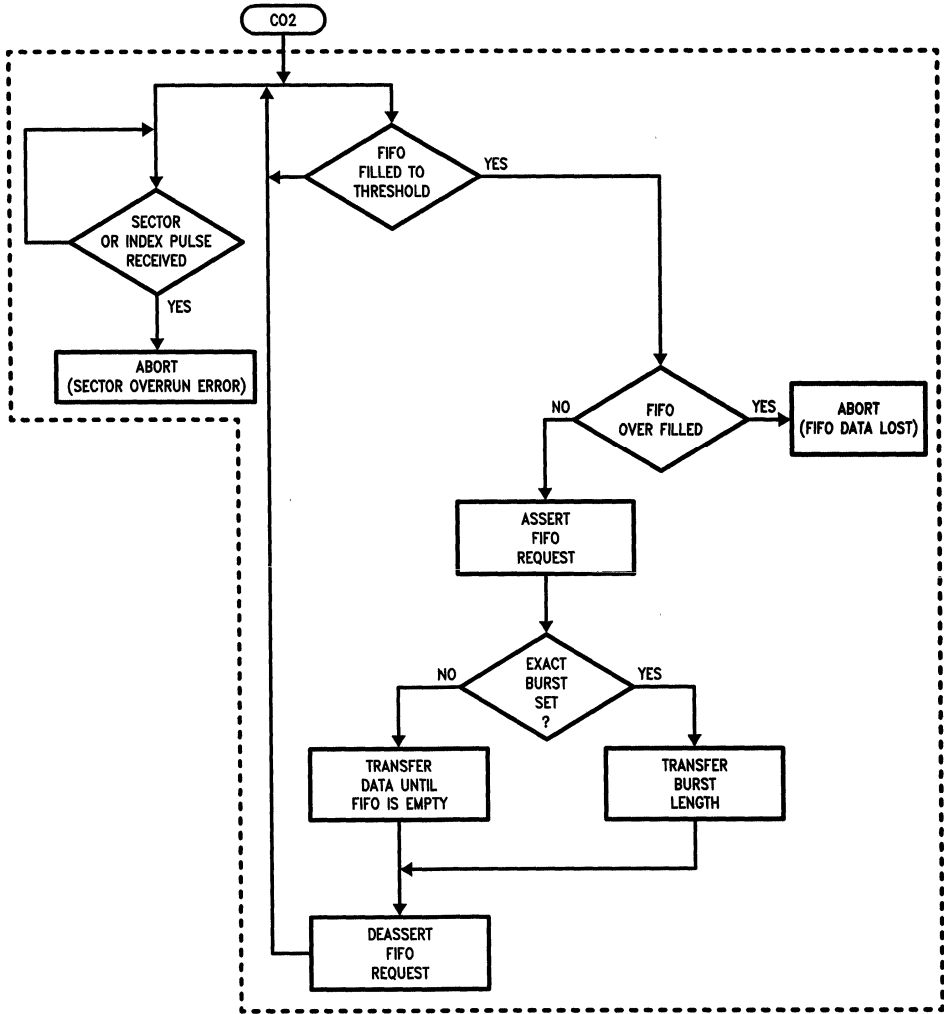 CO2
FIFO
FILLED TO
THRESHOLD
YES
SECTOR
OR INDEX PULSE
RECEIVED
YES
ABORT
(SECTOR OVERRUN ERROR)
FIFO
OVER FILLED
NO
YES
ABORT
(FIFO DATA LOST)
ASSERT
FIFO
REQUEST
EXACT
BURST
SET
?
NO
YES
TRANSFER
DATA UNTIL
FIFO IS EMPTY
TRANSFER
BURST
LENGTH
DEASSERT
FIFO
REQUEST